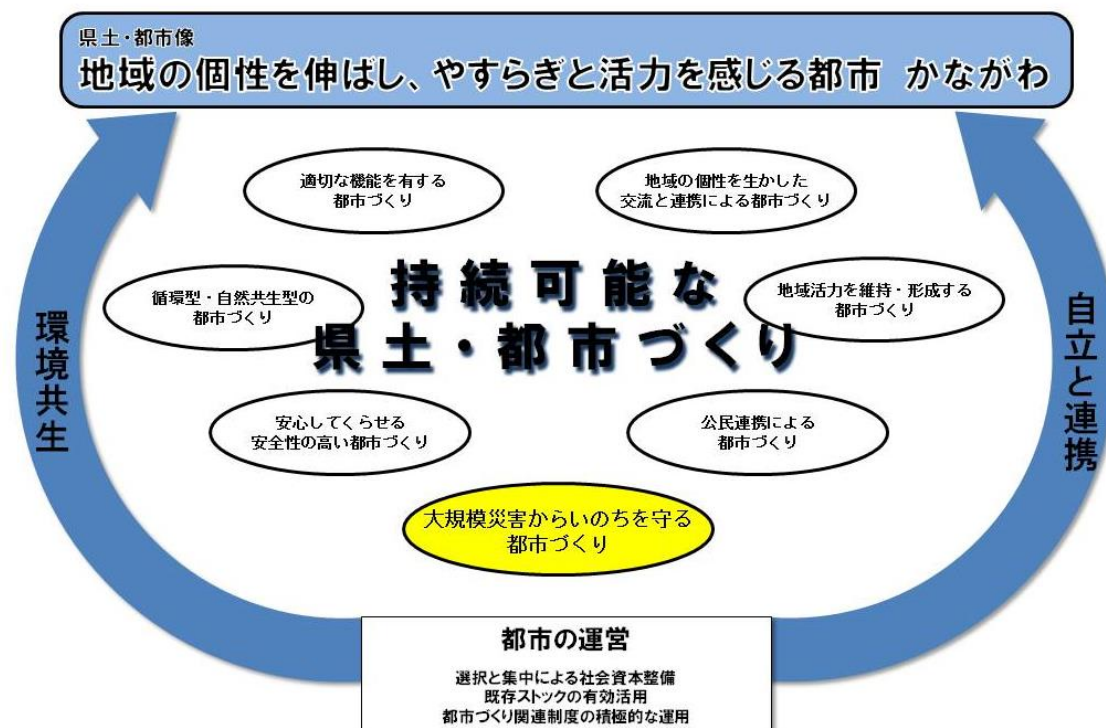 県土・都市像
地域の個性を伸ばし、やすらぎと活力を感じる都市 かながわ
適切な機能を有する
都市づくり
地域の個性を生かした
交流と連携による都市づくり
持続可能な
県土・都市づくり
循環型・自然共生型の
都市づくり
地域活力を維持・形成する
都市づくり
環境共生
自立と連携
安心してくらせる
安全性の高い都市づくり
公民連携による
都市づくり
大規模災害からいのちを守る
都市づくり
都市の運営
選択と集中による社会資本整備
既存ストックの有効活用
都市づくり関連制度の積極的な運用